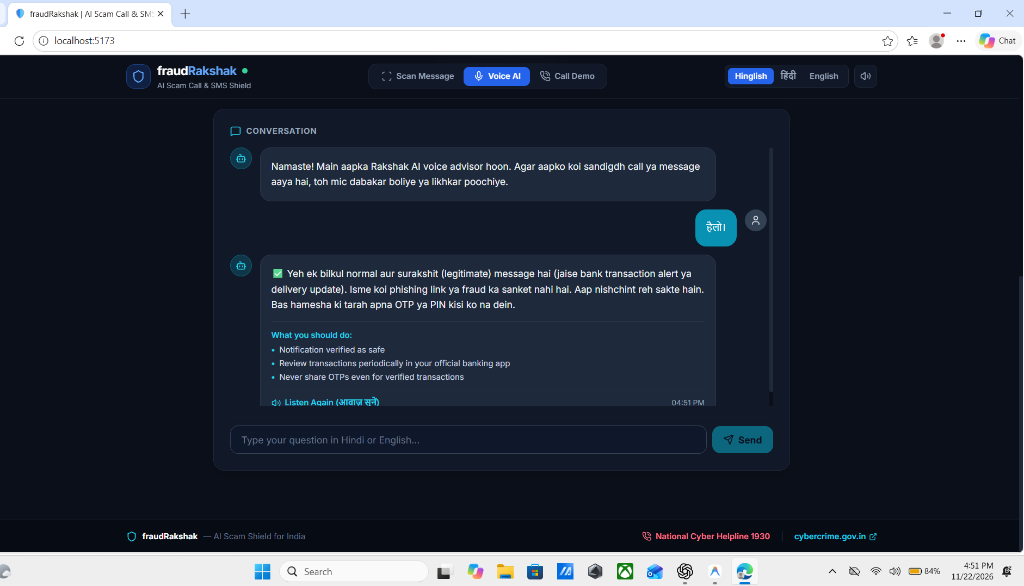 fraudRakshak | AI Scam Call & SMS
localhost:5173
Chat
fraudRakshak
AI Scam Call & SMS Shield
Scan Message
Voice AI
Call Demo
Hinglish
हिंदी
English
CONVERSATION
Namaste! Main aapka Rakshak AI voice advisor hoon. Agar aapko koi sandigdh call ya message
aaya hai, toh mic dabakar boliye ya likhkar poochiye.
हैलो।
✅ Yeh ek bilkul normal aur surakshit (legitimate) message hai (jaise bank transaction alert ya
delivery update). Isme koi phishing link ya fraud ka sanket nahi hai. Aap nishchint reh sakte hain.
Bas hamesha ki tarah apna OTP ya PIN kisi ko na dein.
What you should do:
• Notification verified as safe
• Review transactions periodically in your official banking app
• Never share OTPs even for verified transactions
Listen Again (आवाज़ सुनें)
04:51 PM
Type your question in Hindi or English...
Send
fraudRakshak — AI Scam Shield for India
National Cyber Helpline 1930
cybercrime.gov.in
Search
84%
4:51 PM
11/22/2026